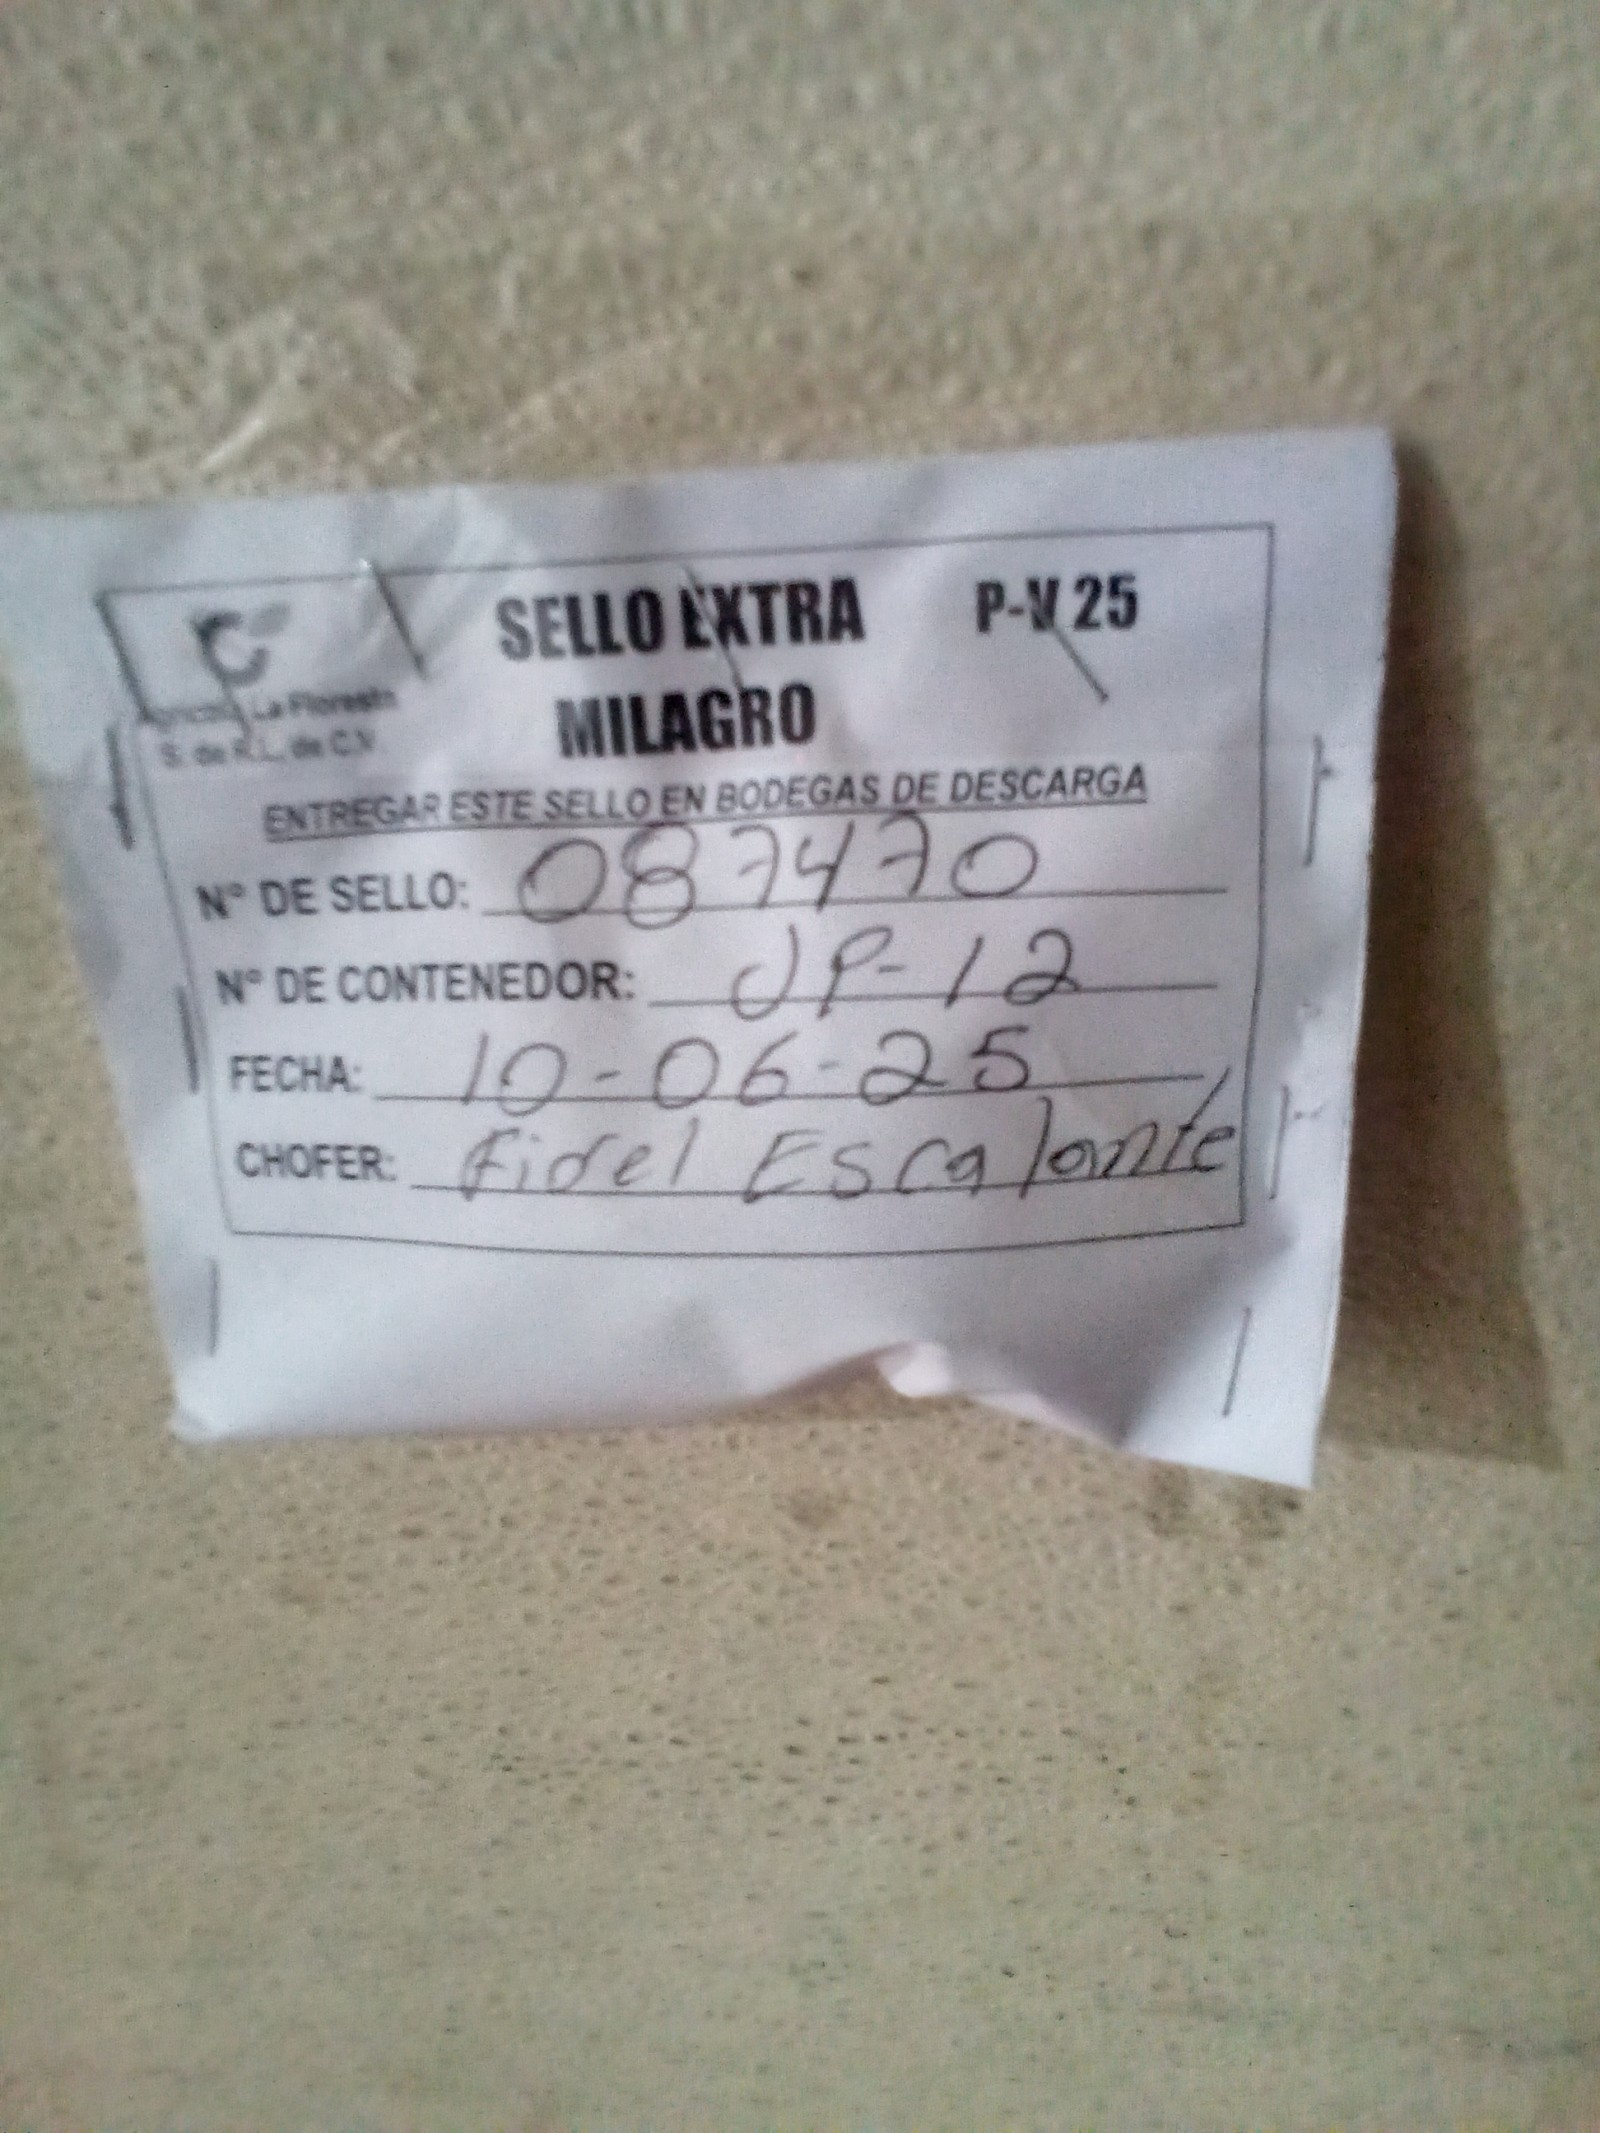 SELLO EXTRA P-V 25
MILAGRO
Agricola La Floresta
S. de R.L. de C.V.
ENTREGAR ESTE SELLO EN BODEGAS DE DESCARGA
N° DE SELLO: 087470
N° DE CONTENEDOR: JP-12
FECHA: 10-06-25
CHOFER: Fidel Escalante